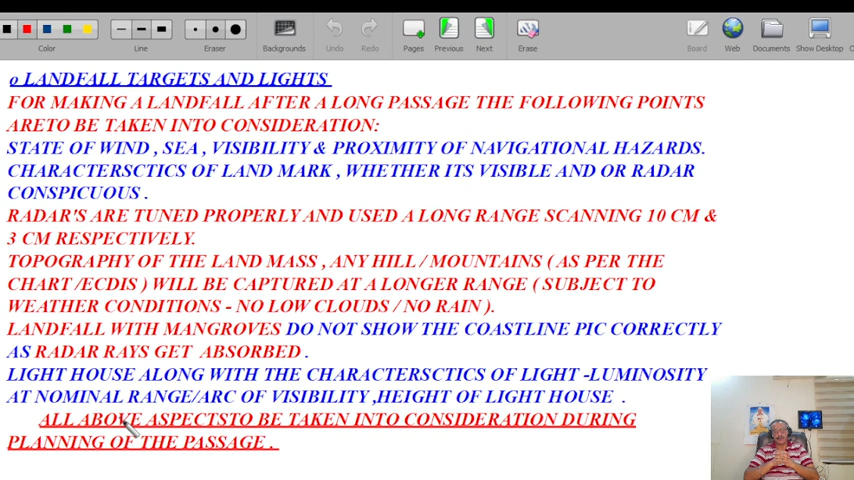 Color
Line
Eraser
Backgrounds
Undo
Redo
Pages
Previous
Next
Erase
Board
Web
Documents
Show Desktop
o LANDFALL TARGETS AND LIGHTS
FOR MAKING A LANDFALL AFTER A LONG PASSAGE THE FOLLOWING POINTS
ARETO BE TAKEN INTO CONSIDERATION:
STATE OF WIND , SEA , VISIBILITY & PROXIMITY OF NAVIGATIONAL HAZARDS.
CHARACTERSCTICS OF LAND MARK , WHETHER ITS VISIBLE AND OR RADAR
CONSPICUOUS .
RADAR'S ARE TUNED PROPERLY AND USED A LONG RANGE SCANNING 10 CM &
3 CM RESPECTIVELY.
TOPOGRAPHY OF THE LAND MASS , ANY HILL / MOUNTAINS ( AS PER THE
CHART /ECDIS ) WILL BE CAPTURED AT A LONGER RANGE ( SUBJECT TO
WEATHER CONDITIONS - NO LOW CLOUDS / NO RAIN ).
LANDFALL WITH MANGROVES DO NOT SHOW THE COASTLINE PIC CORRECTLY
AS RADAR RAYS GET ABSORBED .
LIGHT HOUSE ALONG WITH THE CHARACTERSCTICS OF LIGHT -LUMINOSITY
AT NOMINAL RANGE/ARC OF VISIBILITY ,HEIGHT OF LIGHT HOUSE .
ALL ABOVE ASPECTSTO BE TAKEN INTO CONSIDERATION DURING
PLANNING OF THE PASSAGE .